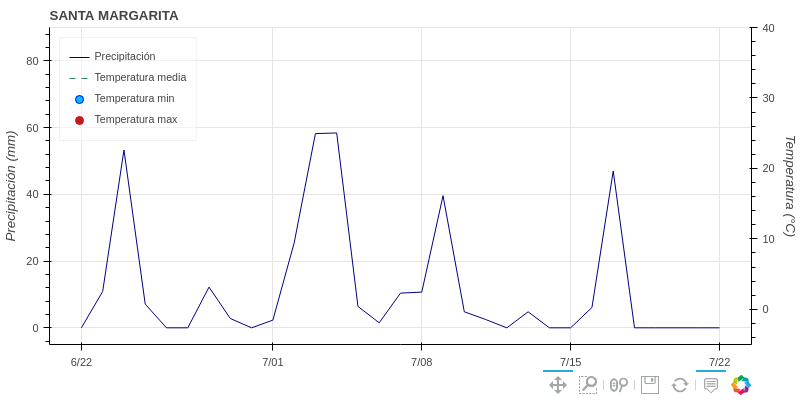 SANTA MARGARITA
Precipitación
Temperatura media
Temperatura min
Temperatura max
Precipitación (mm)
80
60
40
20
0
Temperatura (°C)
40
30
20
10
0
6/22
7/01
7/08
7/15
7/22